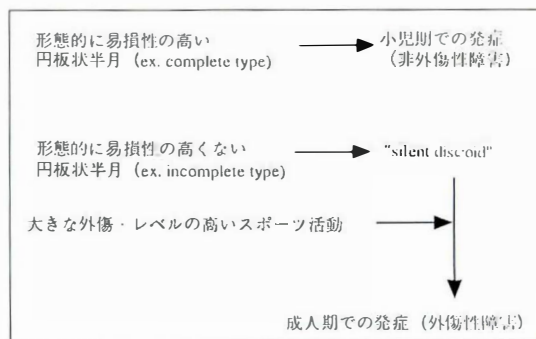 形態的に易損性の高い
円板状半月 (ex. complete type)
小児期での発症
(非外傷性障害)
形態的に易損性の高くない
円板状半月 (ex. incomplete type)
"silent discoid"
大きな外傷・レベルの高いスポーツ活動
成人期での発症 (外傷性障害)